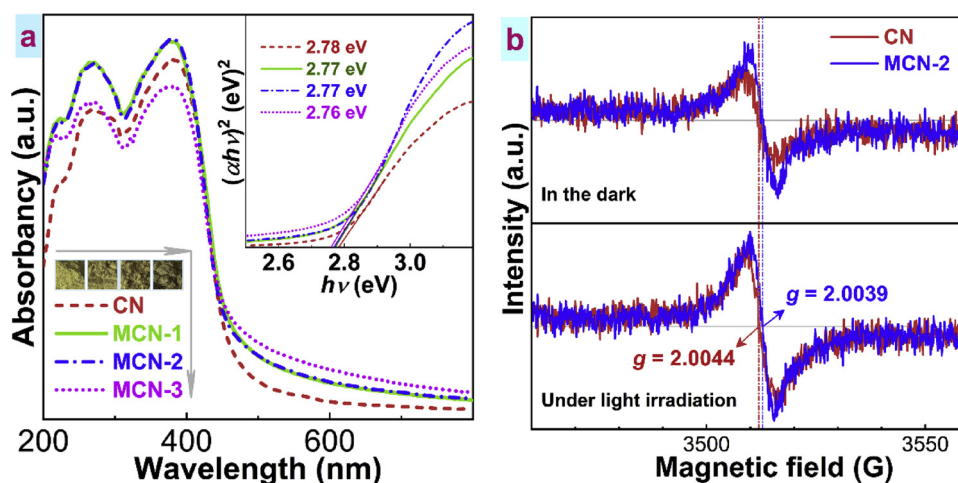 a
Absorbancy (a.u.)
CN
MCN-1
MCN-2
MCN-3
200
400
600
Wavelength (nm)
(αhν)² (eV)²
2.78 eV
2.77 eV
2.77 eV
2.76 eV
2.6
2.8
3.0
hν (eV)
b
Intensity (a.u.)
CN
MCN-2
In the dark
g = 2.0039
g = 2.0044
Under light irradiation
3500
3550
Magnetic field (G)